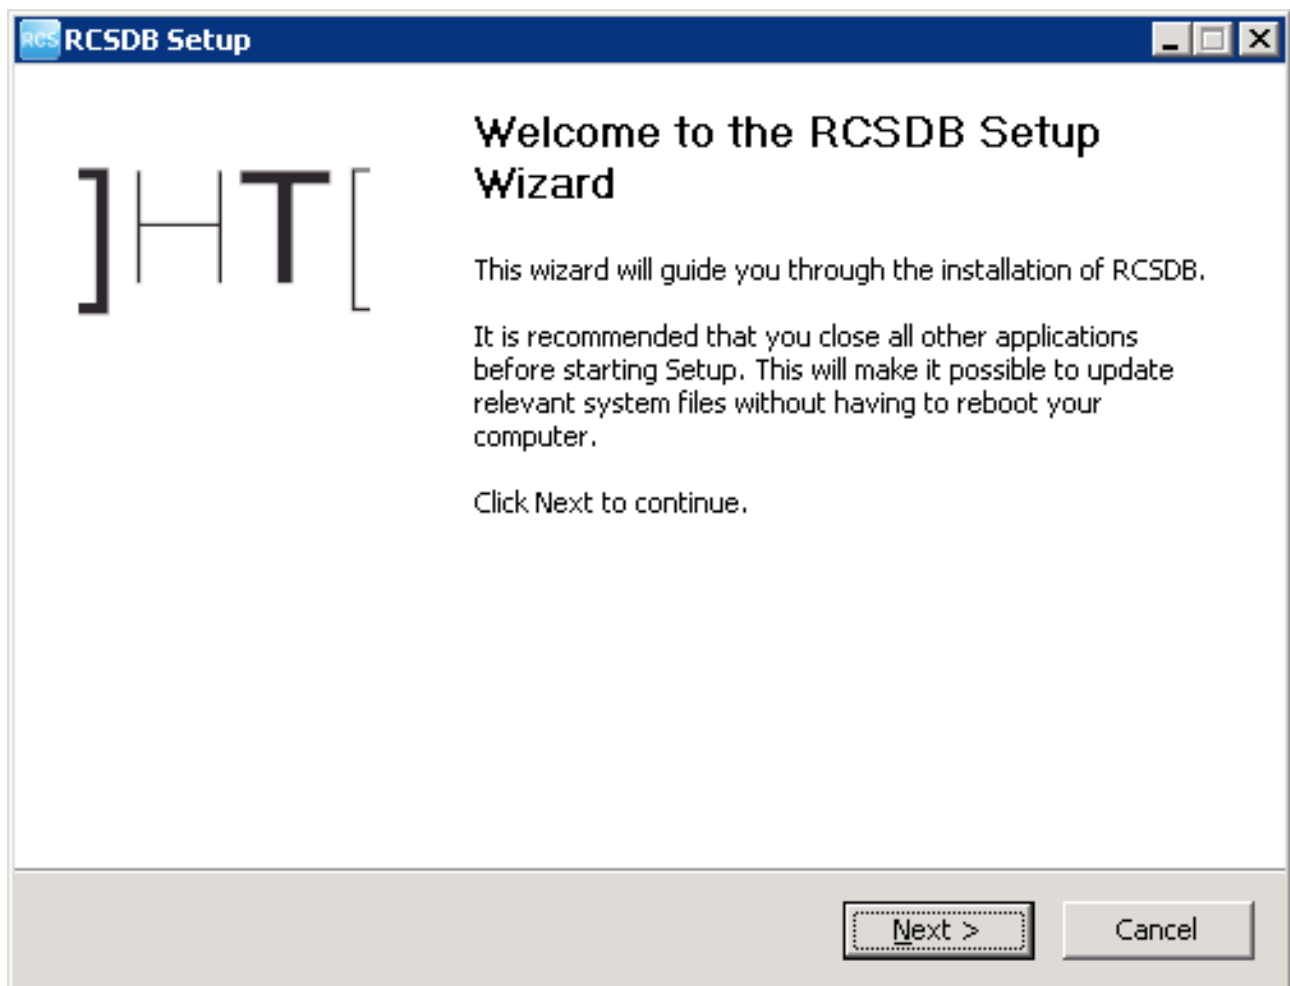 RCS RCSDB Setup
]HT[
Welcome to the RCSDB Setup
Wizard
This wizard will guide you through the installation of RCSDB.
It is recommended that you close all other applications
before starting Setup. This will make it possible to update
relevant system files without having to reboot your
computer.
Click Next to continue.
Next >
Cancel